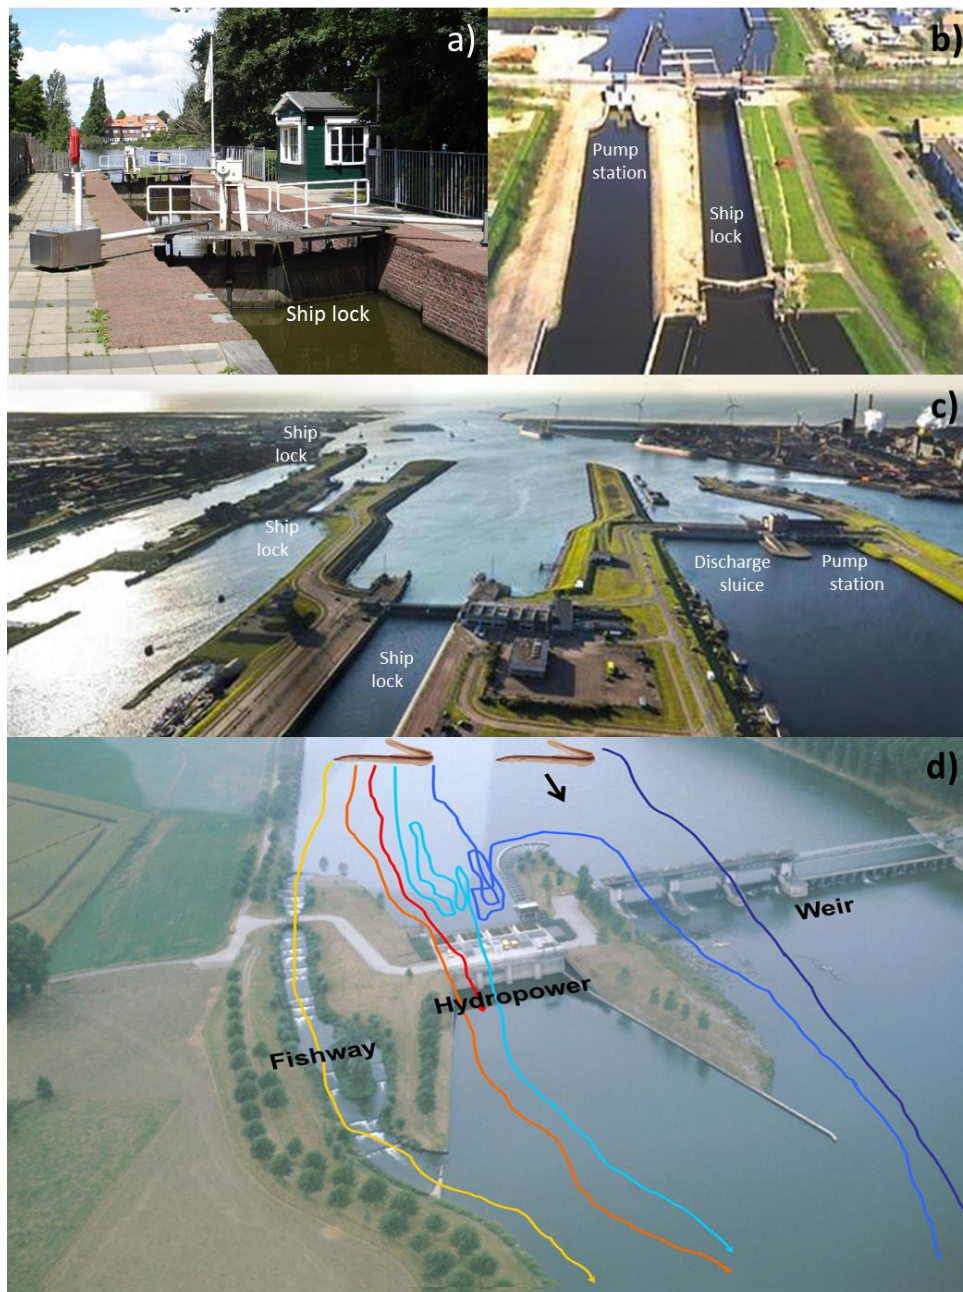 a)
Ship lock
b)
Pump
station
Ship
lock
c)
Ship
lock
Ship
lock
Discharge
sluice
Pump
station
Ship
lock
d)
Weir
Hydropower
Fishway